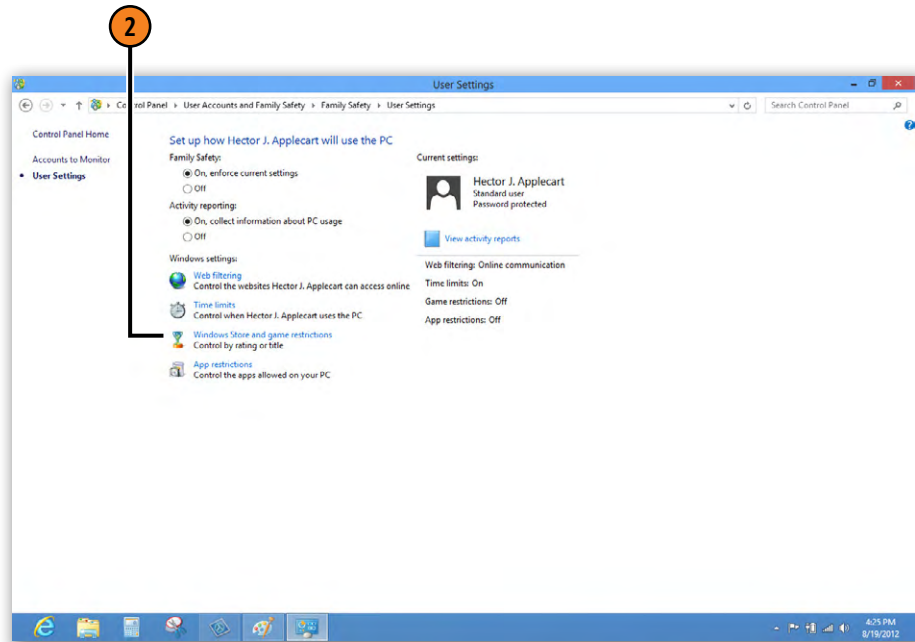 2
User Settings
Control Panel ▸ User Accounts and Family Safety ▸ Family Safety ▸ User Settings
Search Control Panel
Control Panel Home
Accounts to Monitor
User Settings
Set up how Hector J. Applecart will use the PC
Family Safety:
On, enforce current settings
Off
Activity reporting:
On, collect information about PC usage
Off
Windows settings:
Web filtering
Control the websites Hector J. Applecart can access online
Time limits
Control when Hector J. Applecart uses the PC
Windows Store and game restrictions
Control by rating or title
App restrictions
Control the apps allowed on your PC
Current settings:
Hector J. Applecart
Standard user
Password protected
View activity reports
Web filtering: Online communication
Time limits: On
Game restrictions: Off
App restrictions: Off
4:25 PM
8/19/2012